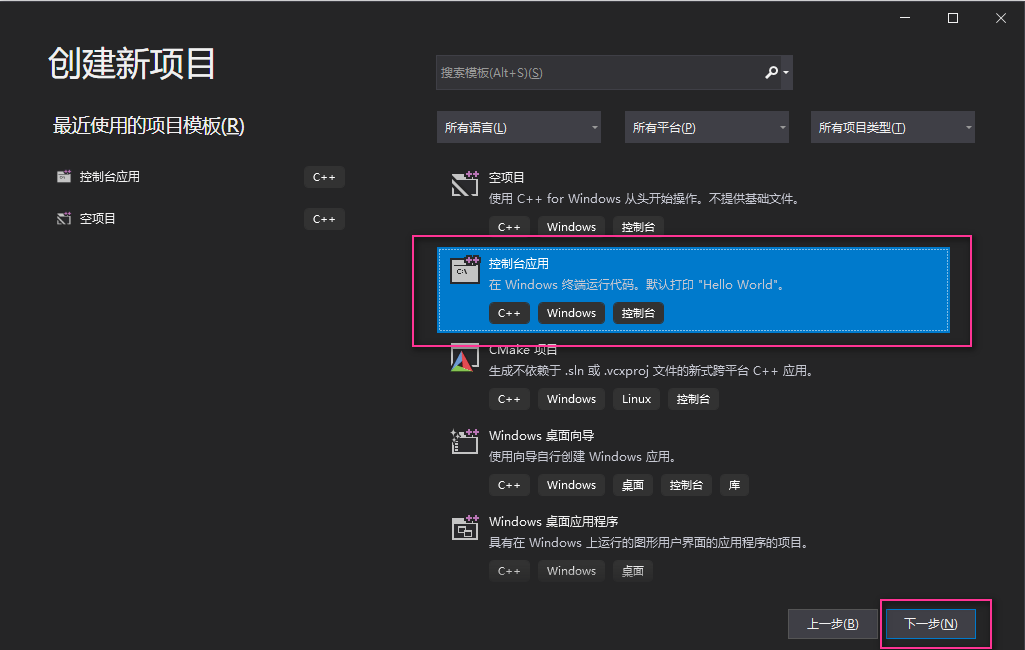 创建新项目
最近使用的项目模板(R)
控制台应用 C++
空项目 C++
搜索模板(Alt+S)(S)
所有语言(L) 所有平台(P) 所有项目类型(T)
空项目
使用 C++ for Windows 从头开始操作。不提供基础文件。
C++ Windows 控制台
控制台应用
C:\
在 Windows 终端运行代码。默认打印 "Hello World"。
C++ Windows 控制台
CMake 项目
生成不依赖于 .sln 或 .vcxproj 文件的新式跨平台 C++ 应用。
C++ Windows Linux 控制台
Windows 桌面向导
使用向导自行创建 Windows 应用。
C++ Windows 桌面 控制台 库
Windows 桌面应用程序
具有在 Windows 上运行的图形用户界面的应用程序的项目。
C++ Windows 桌面
上一步(B) 下一步(N)